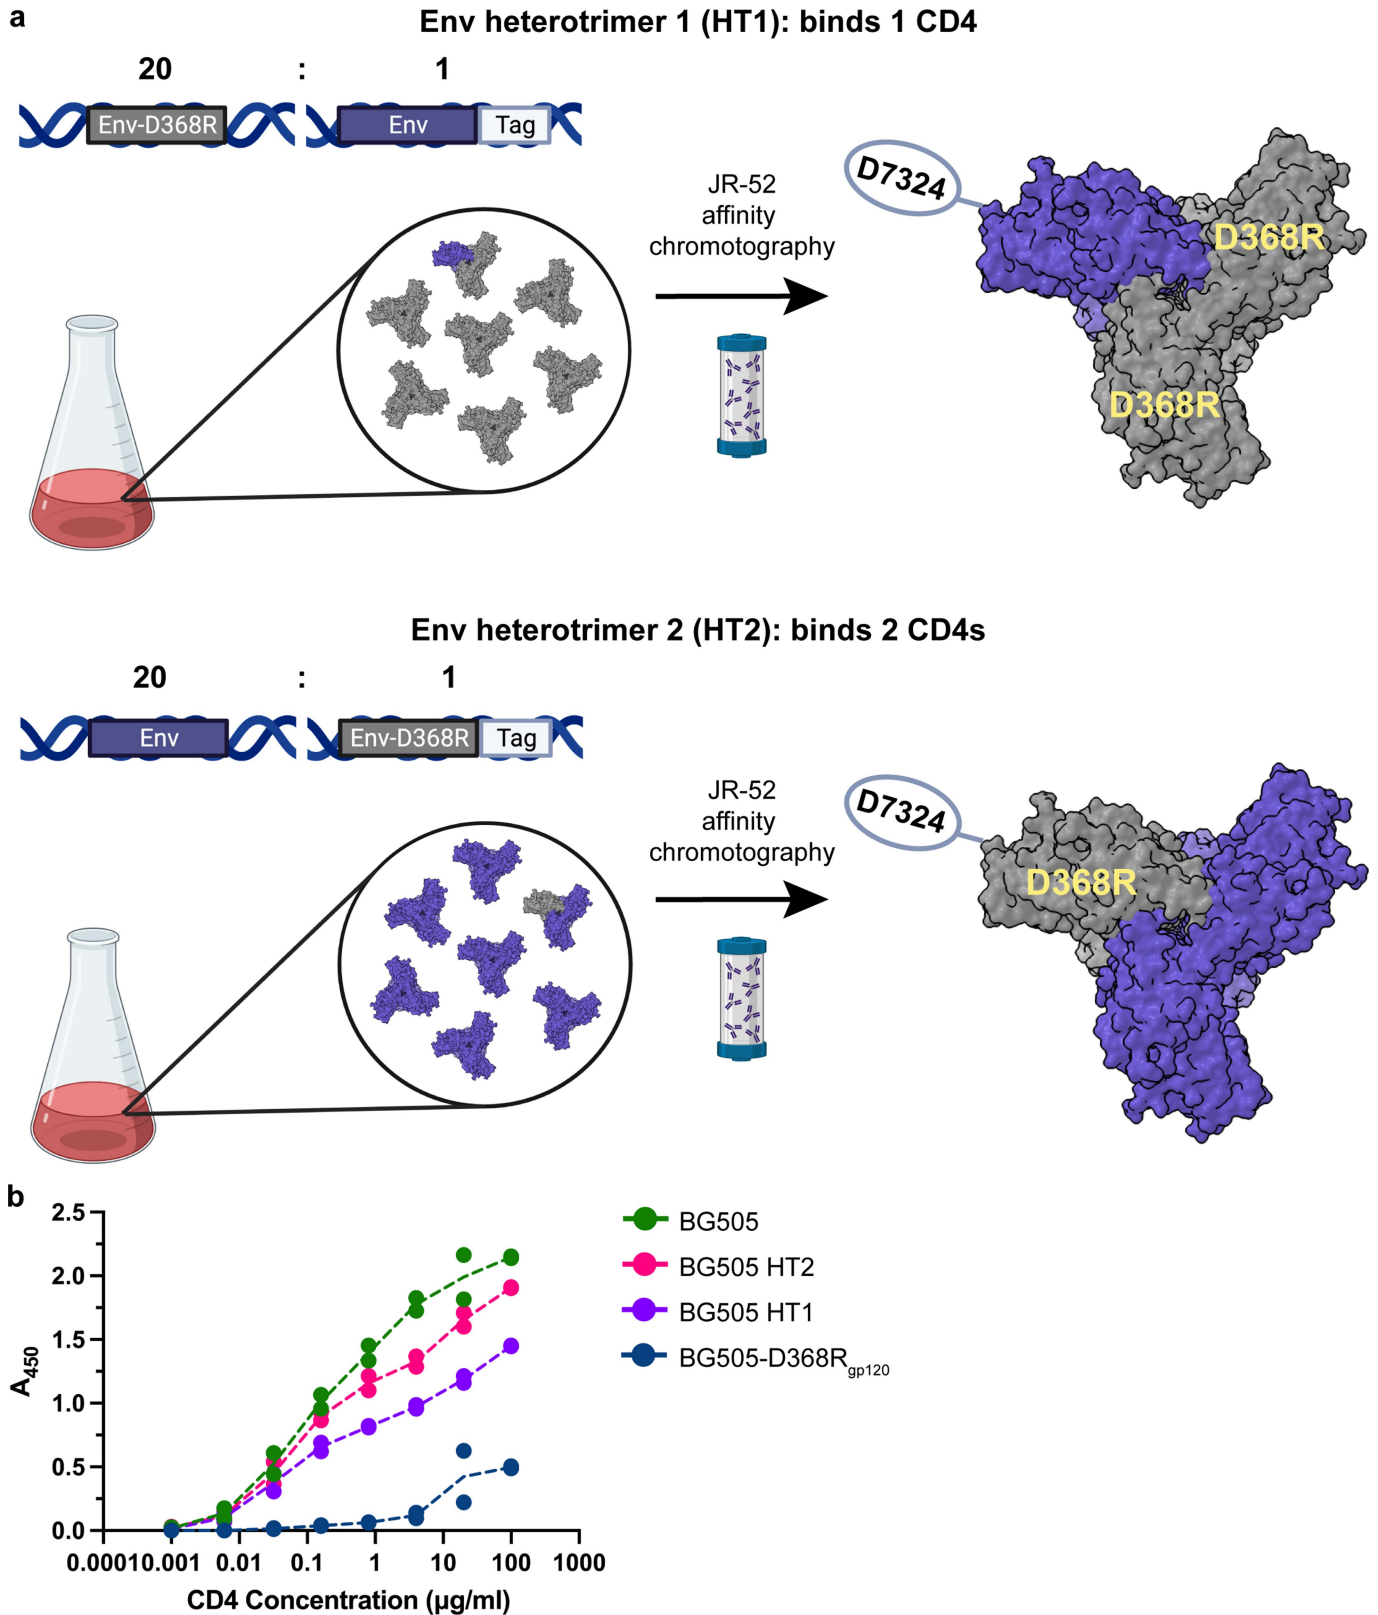 a
Env heterotrimer 1 (HT1): binds 1 CD4
20 : 1
Env-D368R Env Tag
JR-52
affinity
chromotography
D7324
D368R
D368R
Env heterotrimer 2 (HT2): binds 2 CD4s
20 : 1
Env Env-D368R Tag
JR-52
affinity
chromotography
D7324
D368R
b
2.5
2.0
1.5
1.0
0.5
0.0
A450
0.0001 0.001 0.01 0.1 1 10 100 1000
CD4 Concentration (µg/ml)
BG505
BG505 HT2
BG505 HT1
BG505-D368Rgp120